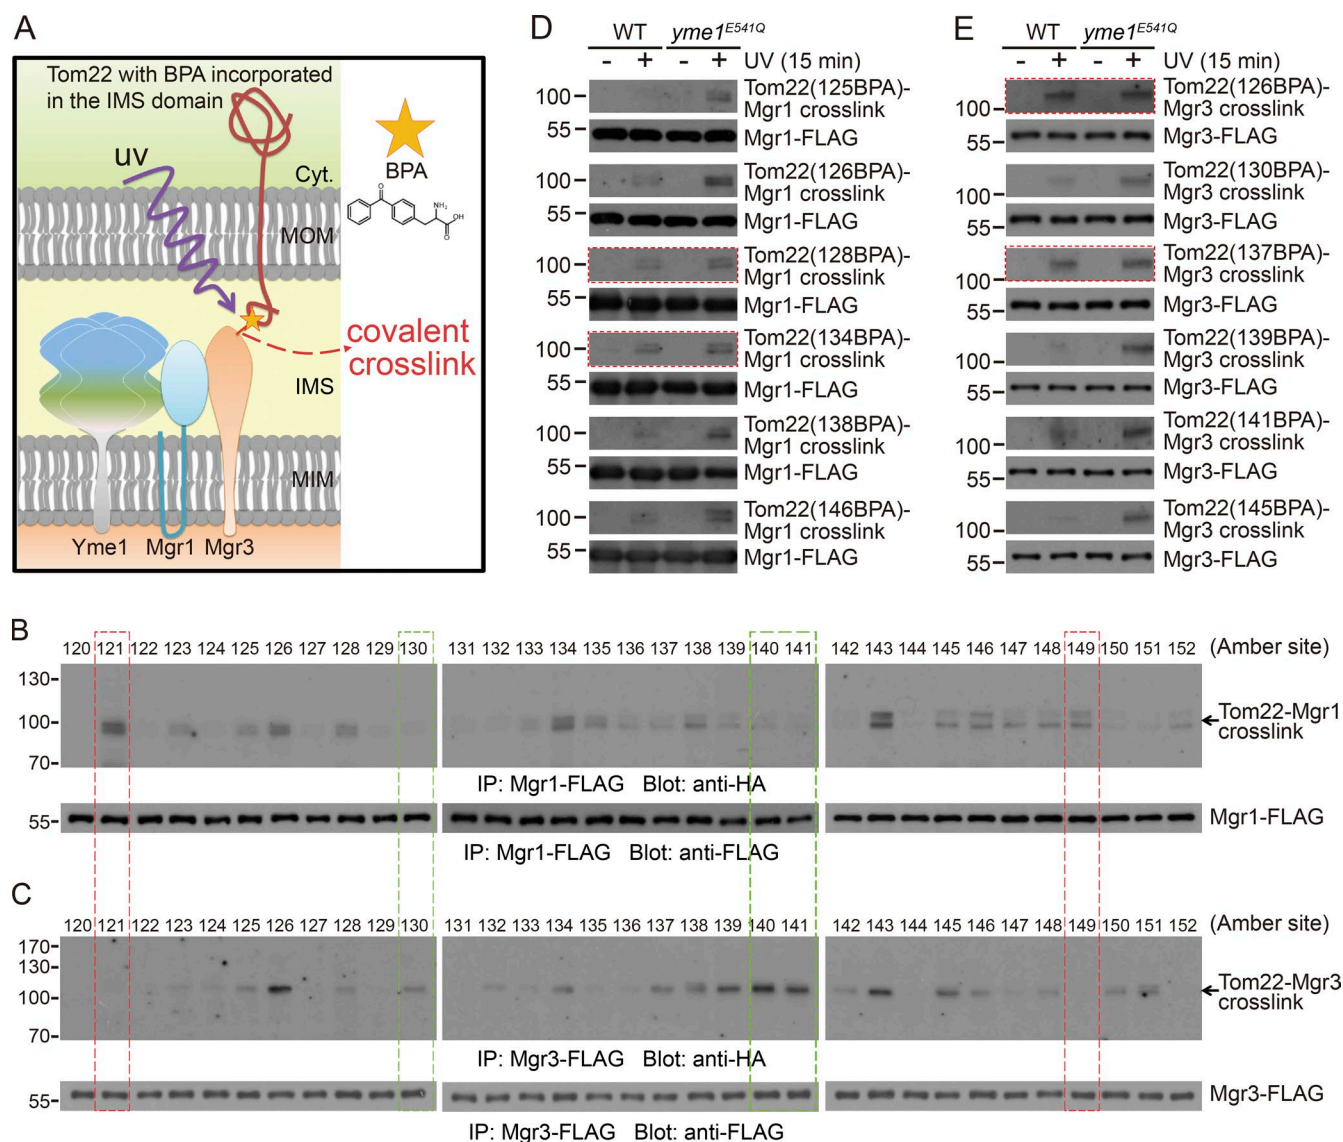 A
Tom22 with BPA incorporated
in the IMS domain
uv
Cyt.
MOM
covalent
crosslink
IMS
MIM
Yme1 Mgr1 Mgr3
BPA
O
NH2
OH
O
D
WT yme1E541Q
- + - + UV (15 min)
100 Tom22(125BPA)-
Mgr1 crosslink
55 Mgr1-FLAG
100 Tom22(126BPA)-
Mgr1 crosslink
55 Mgr1-FLAG
100 Tom22(128BPA)-
Mgr1 crosslink
55 Mgr1-FLAG
100 Tom22(134BPA)-
Mgr1 crosslink
55 Mgr1-FLAG
100 Tom22(138BPA)-
Mgr1 crosslink
55 Mgr1-FLAG
100 Tom22(146BPA)-
Mgr1 crosslink
55 Mgr1-FLAG
E
WT yme1E541Q
- + - + UV (15 min)
100 Tom22(126BPA)-
Mgr3 crosslink
55 Mgr3-FLAG
100 Tom22(130BPA)-
Mgr3 crosslink
55 Mgr3-FLAG
100 Tom22(137BPA)-
Mgr3 crosslink
55 Mgr3-FLAG
100 Tom22(139BPA)-
Mgr3 crosslink
55 Mgr3-FLAG
100 Tom22(141BPA)-
Mgr3 crosslink
55 Mgr3-FLAG
100 Tom22(145BPA)-
Mgr3 crosslink
55 Mgr3-FLAG
B
120 121 122 123 124 125 126 127 128 129 130 131 132 133 134 135 136 137 138 139 140 141 142 143 144 145 146 147 148 149 150 151 152 (Amber site)
130
100
70
Tom22-Mgr1
crosslink
IP: Mgr1-FLAG Blot: anti-HA
55 Mgr1-FLAG
IP: Mgr1-FLAG Blot: anti-FLAG
C
120 121 122 123 124 125 126 127 128 129 130 131 132 133 134 135 136 137 138 139 140 141 142 143 144 145 146 147 148 149 150 151 152 (Amber site)
170
130
100
70
Tom22-Mgr3
crosslink
IP: Mgr3-FLAG Blot: anti-HA
55 Mgr3-FLAG
IP: Mgr3-FLAG Blot: anti-FLAG